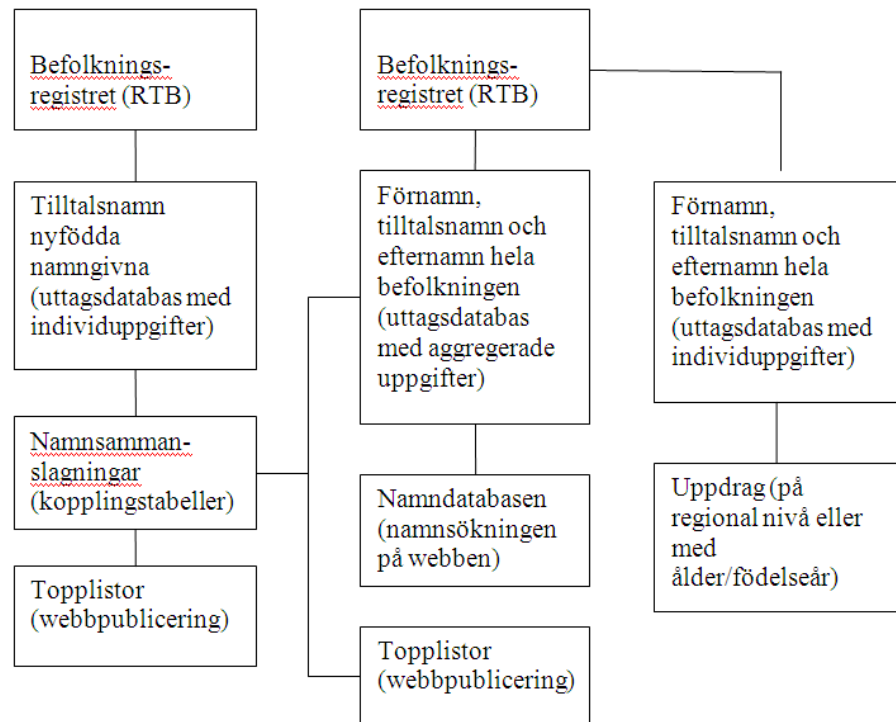 Befolknings-
registret (RTB)
Tilltalsnamn
nyfödda
namngivna
(uttagsdatabas med
individuppgifter)
Namnsamman-
slagningar
(kopplingstabeller)
Topplistor
(webbpublicering)
Befolknings-
registret (RTB)
Förnamn,
tilltalsnamn och
efternamn hela
befolkningen
(uttagsdatabas
med aggregerade
uppgifter)
Namndatabasen
(namnsökningen
på webben)
Topplistor
(webbpublicering)
Förnamn,
tilltalsnamn och
efternamn hela
befolkningen
(uttagsdatabas med
individuppgifter)
Uppdrag (på
regional nivå eller
med
ålder/födelseår)